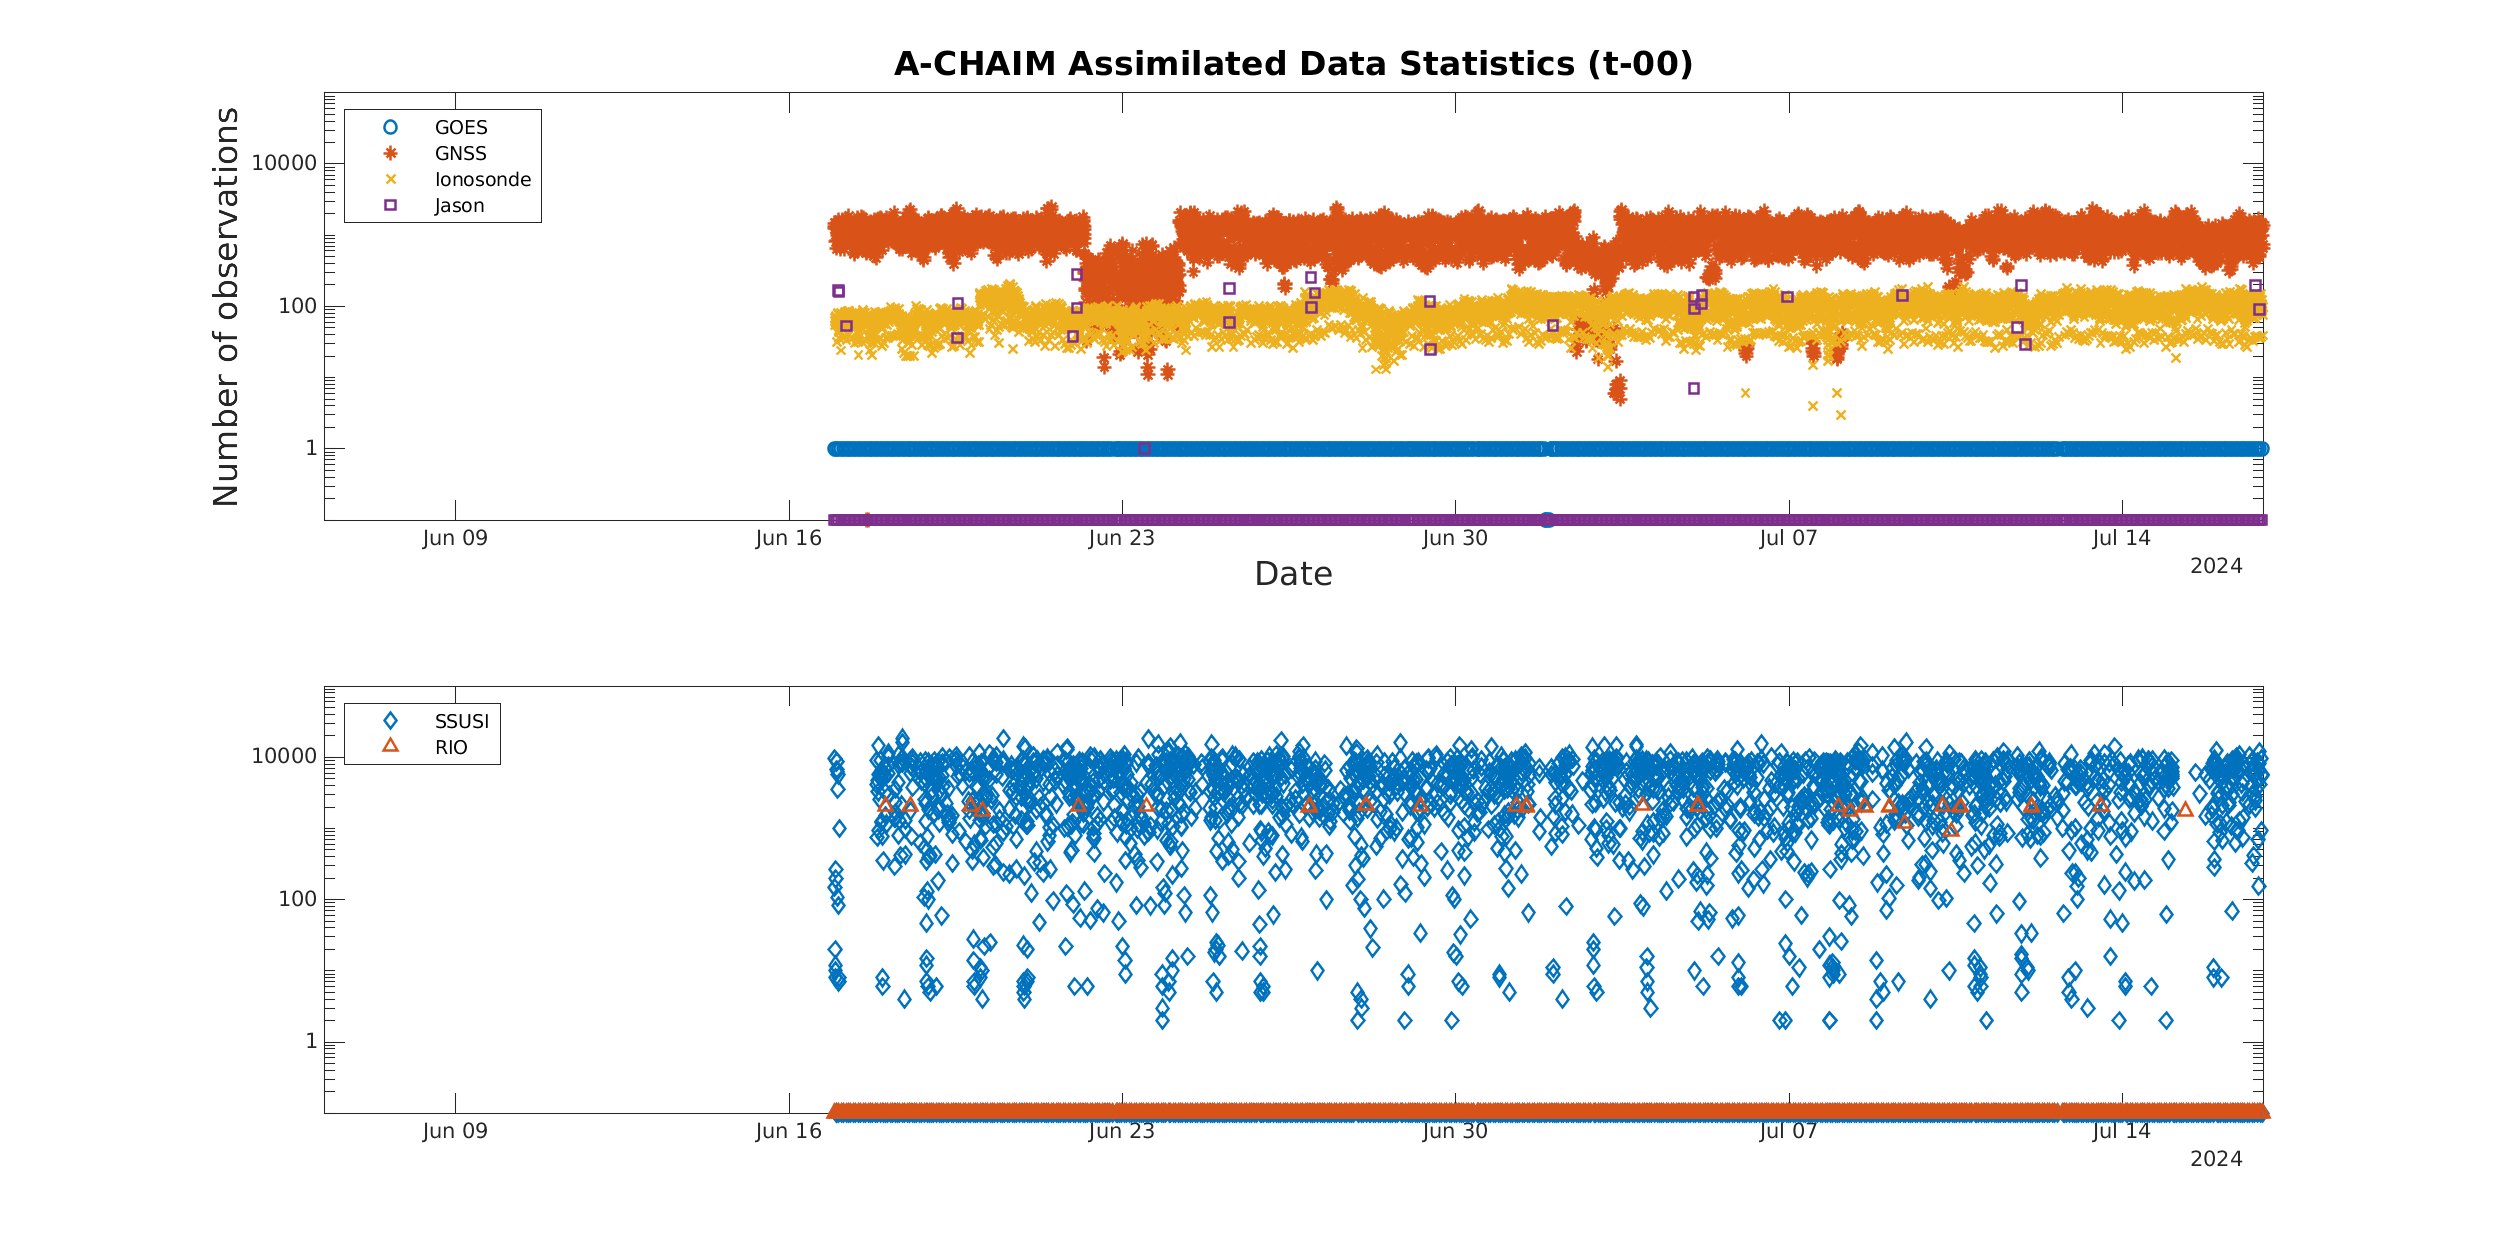 A-CHAIM Assimilated Data Statistics (t-00)
Number of observations
GOES
GNSS
Ionosonde
Jason
10000
100
1
Jun 09
Jun 16
Jun 23
Jun 30
Jul 07
Jul 14
2024
Date
SSUSI
RIO
10000
100
1
Jun 09
Jun 16
Jun 23
Jun 30
Jul 07
Jul 14
2024